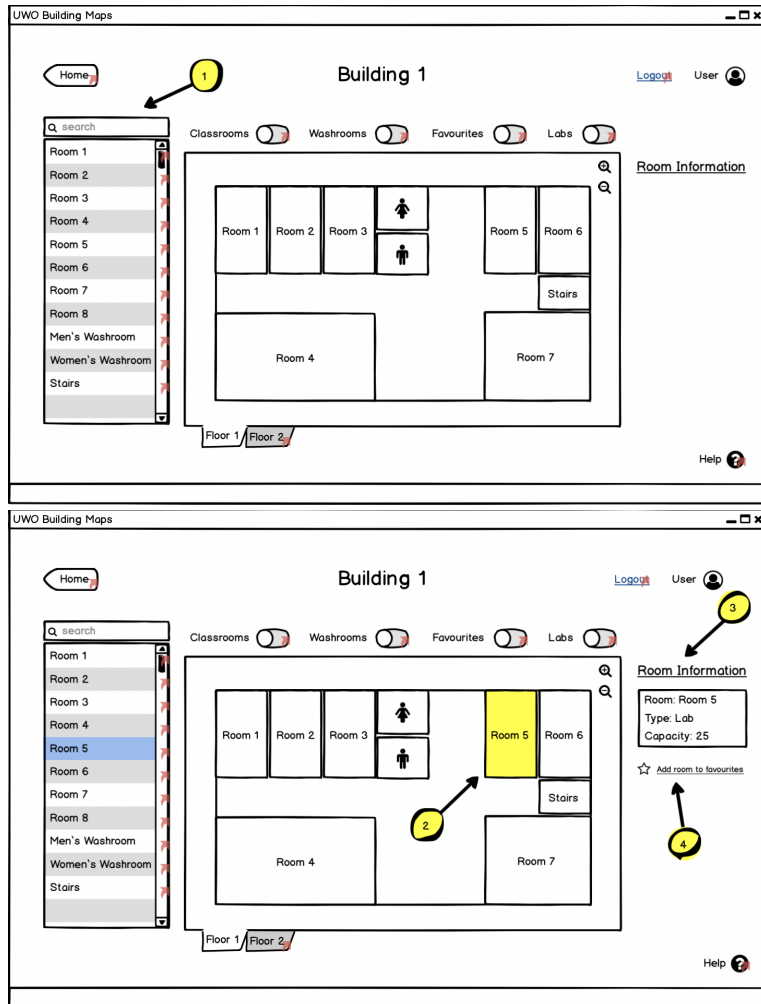 UWO Building Maps
Home
1
Building 1
Logout
User
search
Classrooms
Washrooms
Favourites
Labs
Room 1
Room 2
Room 3
Room 4
Room 5
Room 6
Room 7
Room 8
Men`s Washroom
Women`s Washroom
Stairs
Room 1
Room 2
Room 3
Room 5
Room 6
Stairs
Room 4
Room 7
Room Information
Floor 1
Floor 2
Help ?
UWO Building Maps
Home
Building 1
Logout
User
3
search
Classrooms
Washrooms
Favourites
Labs
Room 1
Room 2
Room 3
Room 4
Room 5
Room 6
Room 7
Room 8
Men`s Washroom
Women`s Washroom
Stairs
Room 1
Room 2
Room 3
Room 5
Room 6
Stairs
2
Room 4
Room 7
Room Information
Room: Room 5
Type: Lab
Capacity: 25
Add room to favourites
4
Floor 1
Floor 2
Help ?